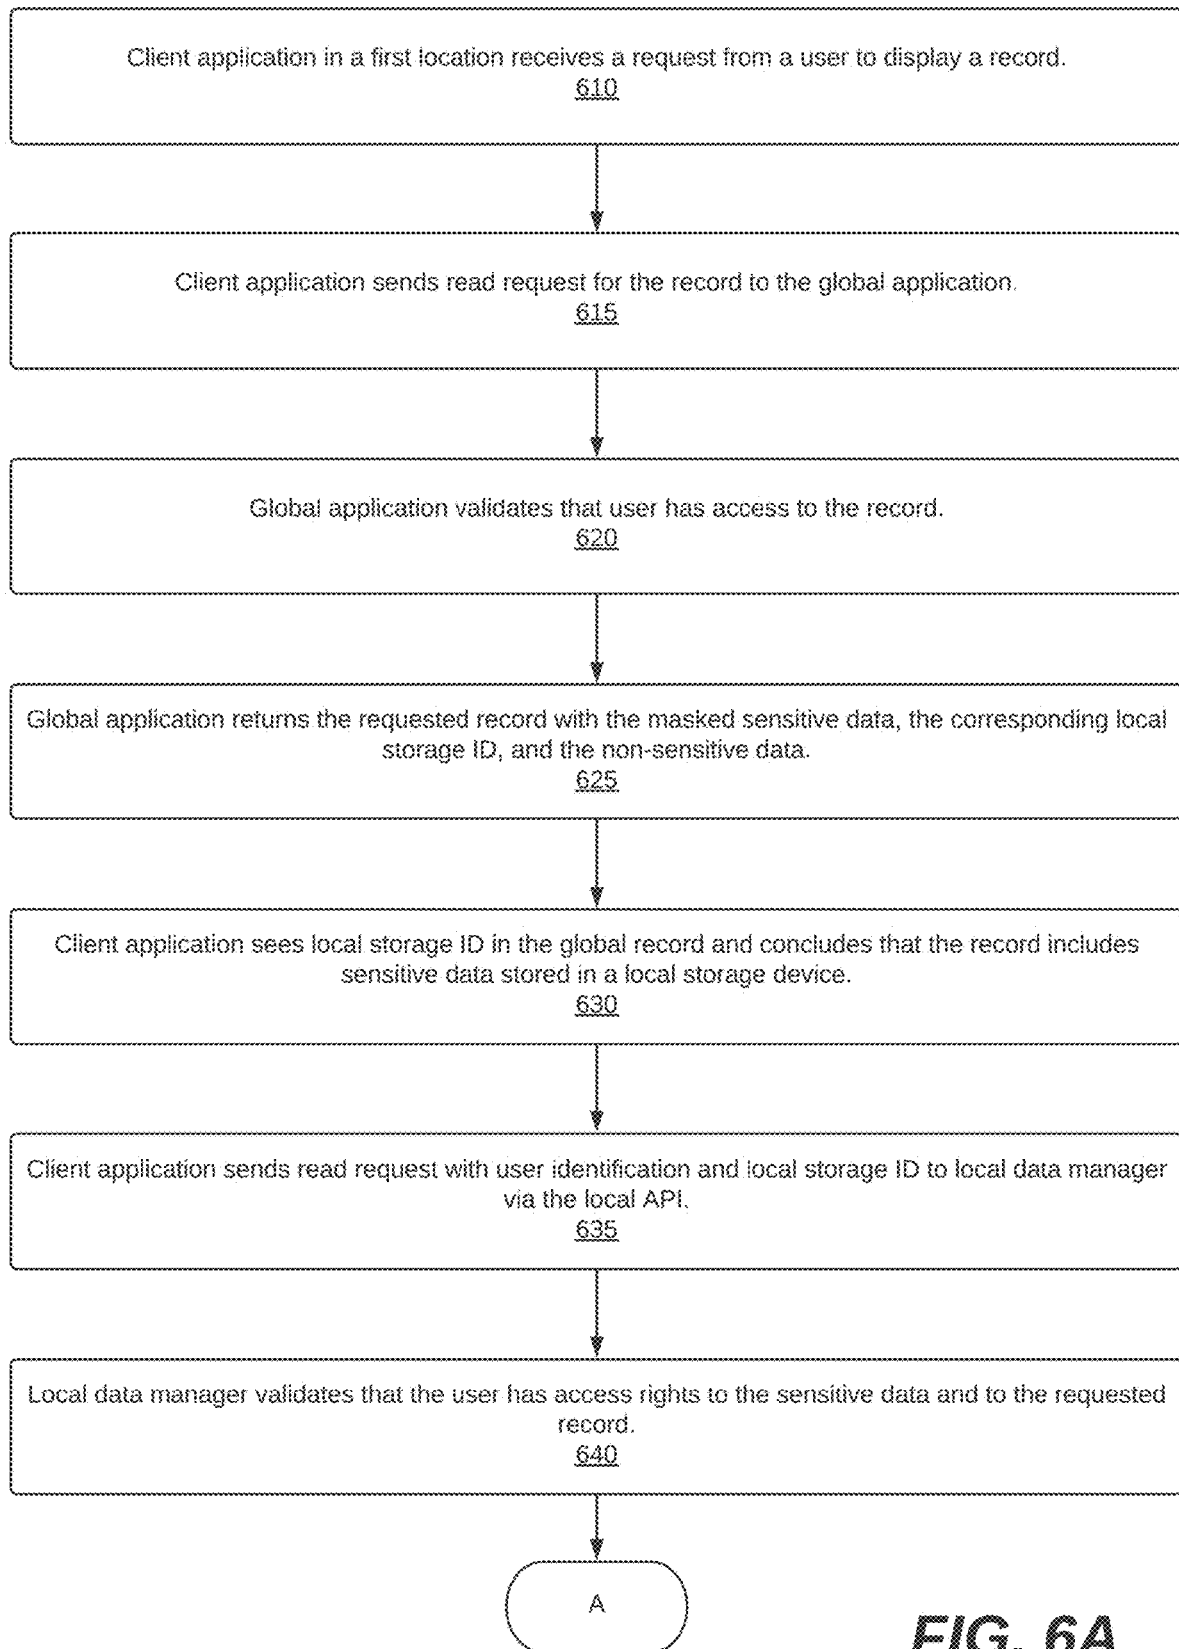 Client application in a first location receives a request from a user to display a record.
610
Client application sends read request for the record to the global application.
615
Global application validates that user has access to the record.
620
Global application returns the requested record with the masked sensitive data, the corresponding local
storage ID, and the non-sensitive data.
625
Client application sees local storage ID in the global record and concludes that the record includes
sensitive data stored in a local storage device.
630
Client application sends read request with user identification and local storage ID to local data manager
via the local API.
635
Local data manager validates that the user has access rights to the sensitive data and to the requested
record.
640
A
FIG. 6A